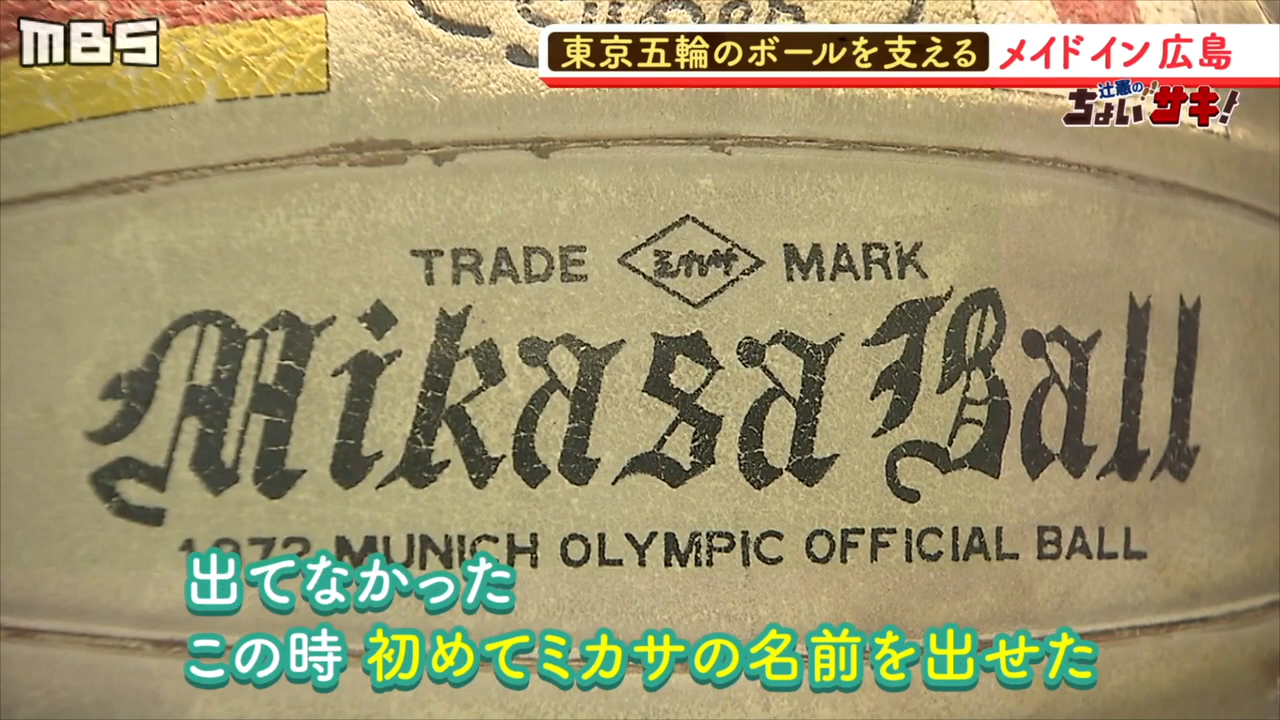 MBS
東京五輪のボールを支える メイドイン広島
辻憲の
ちょいサキ!
TRADE ミカサ MARK
Mikasa Ball
1972 MUNICH OLYMPIC OFFICIAL BALL
出てなかった
この時 初めてミカサの名前を出せた